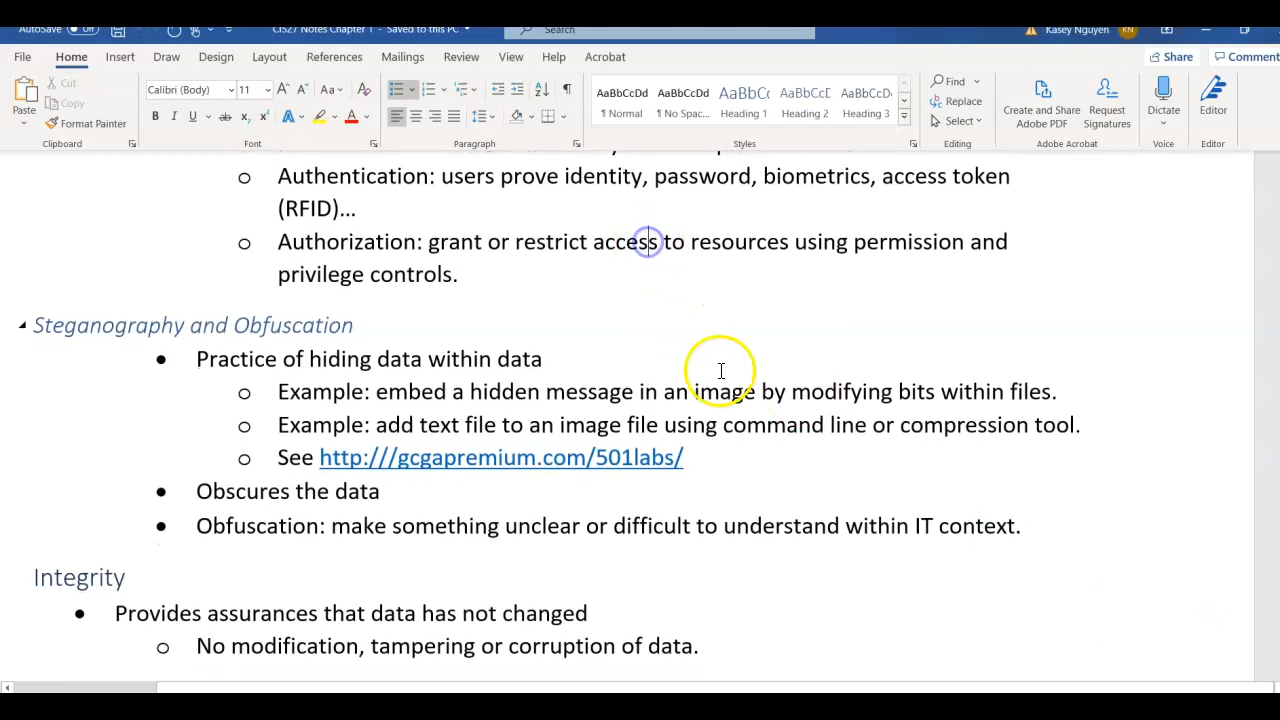 AutoSave Off CIS27 Notes Chapter 1 - Saved to this PC Search Kasey Nguyen KN
File Home Insert Draw Design Layout References Mailings Review View Help Acrobat Share Comment
Cut
Copy
Format Painter
Paste
Calibri (Body) 11
AaBbCcDd AaBbCcDd AaBbCc AaBbCcD AaBbCcDd
¶ Normal ¶ No Spac... Heading 1 Heading 2 Heading 3
Find
Replace
Select
Create and Share Adobe PDF
Request Signatures
Dictate
Editor
Clipboard Font Paragraph Styles Editing Adobe Acrobat Voice Editor
o Authentication: users prove identity, password, biometrics, access token
(RFID)…
o Authorization: grant or restrict access to resources using permission and
privilege controls.
Steganography and Obfuscation
• Practice of hiding data within data
o Example: embed a hidden message in an image by modifying bits within files.
o Example: add text file to an image file using command line or compression tool.
o See http:///gcgapremium.com/501labs/
• Obscures the data
• Obfuscation: make something unclear or difficult to understand within IT context.
Integrity
• Provides assurances that data has not changed
o No modification, tampering or corruption of data.